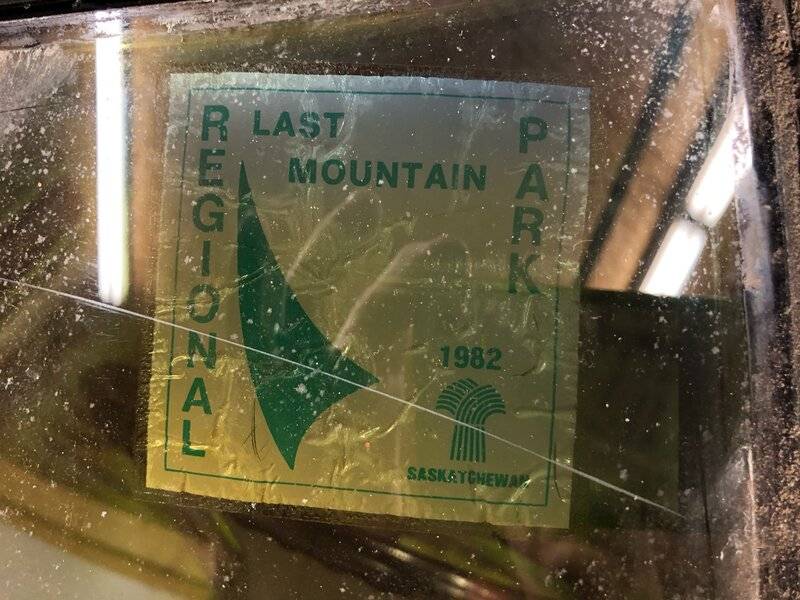 REGIONAL
LAST
MOUNTAIN
PARK
1982
SASKATCHEWAN